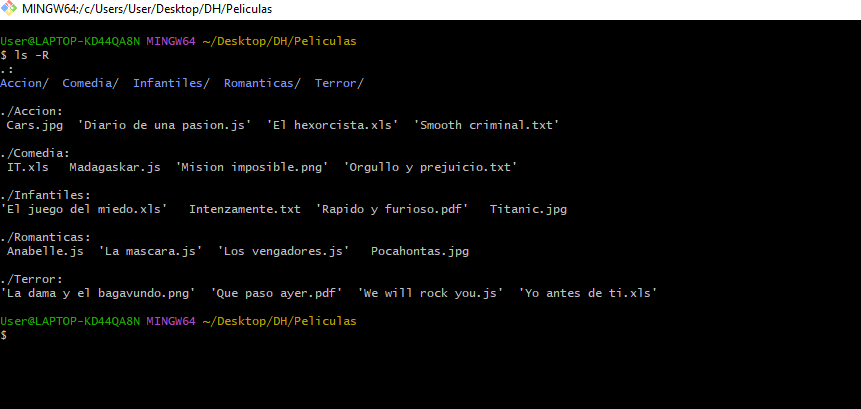 MINGW64:/c/Users/User/Desktop/DH/Peliculas
User@LAPTOP-KD44QA8N MINGW64 ~/Desktop/DH/Peliculas
$ ls -R
.:
Accion/  Comedia/  Infantiles/  Romanticas/  Terror/
./Accion:
 Cars.jpg  'Diario de una pasion.js'  'El hexorcista.xls'  'Smooth criminal.txt'
./Comedia:
 IT.xls   Madagaskar.js  'Mision imposible.png'  'Orgullo y prejuicio.txt'
./Infantiles:
'El juego del miedo.xls'   Intenzamente.txt  'Rapido y furioso.pdf'   Titanic.jpg
./Romanticas:
 Anabelle.js  'La mascara.js'  'Los vengadores.js'   Pocahontas.jpg
./Terror:
'La dama y el bagavundo.png'  'Que paso ayer.pdf'  'We will rock you.js'  'Yo antes de ti.xls'
User@LAPTOP-KD44QA8N MINGW64 ~/Desktop/DH/Peliculas
$